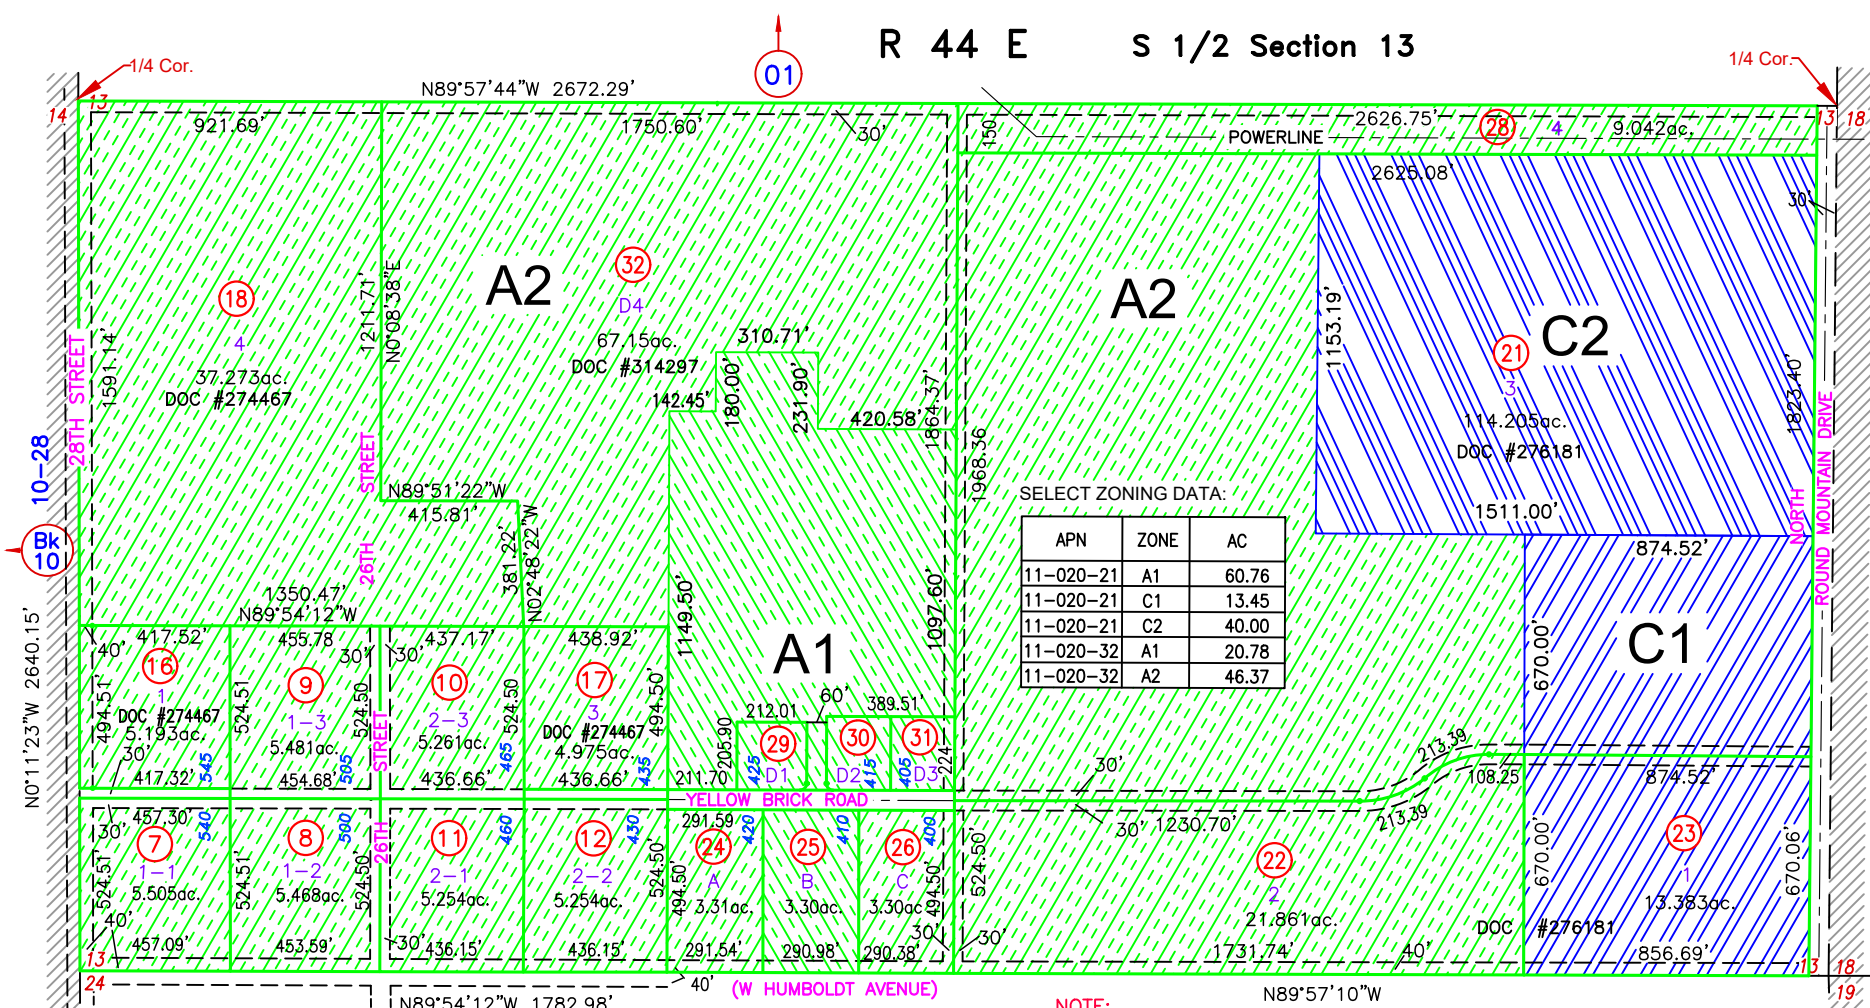 R 44 E
S 1/2 Section 13
01
1/4 Cor.
1/4 Cor.
N89°57'44"W 2672.29'
14
13
13
18
921.69'
1750.60'
30'
150
POWERLINE
2626.75'
28
4
9.042ac.
2625.08'
30'
18
4
37.273ac.
DOC #274467
1591.14'
28TH STREET
10-28
Bk
10
N0°11'23"W 2640.15'
1211.71'
N0°08'38"E
A2
32
D4
67.15ac.
DOC #314297
310.71'
142.45'
180.00'
231.90'
420.58'
1864.37'
1968.36
A2
1153.19'
C2
21
3
114.205ac.
DOC #276181
1511.00'
1823.40'
NORTH
ROUND MOUNTAIN DRIVE
STREET
26TH
N89°51'22"W
415.81'
381.22'
N02°48'22"W
1350.47'
N89°54'12"W
1149.50'
1097.60'
A1
SELECT ZONING DATA:
APN ZONE AC
11-020-21 A1 60.76
11-020-21 C1 13.45
11-020-21 C2 40.00
11-020-32 A1 20.78
11-020-32 A2 46.37
874.52'
C1
670.00'
40'
417.52'
16
1
DOC #274467
5.193ac.
494.51'
30'
417.32'
545
455.78
30'
9
1-3
5.481ac.
524.51
524.50
454.68'
505
STREET
26TH
30'
437.17'
10
2-3
5.261ac.
524.50
436.66'
465
438.92'
17
3
DOC #274467
4.975ac.
494.50'
436.66'
435
211.70
205.90
212.01
60'
389.51'
29
D1
425
30
D2
415
31
D3
405
224
YELLOW BRICK ROAD
30'
30'
1230.70'
213.39
213.39
108.25
874.52'
457.30'
30'
7
1-1
5.505ac.
540
524.51'
40'
457.09'
8
1-2
5.468ac.
500
524.51'
524.50'
453.59'
30'
11
2-1
5.254ac.
460
436.15'
12
2-2
5.254ac.
430
524.50'
436.15'
291.59
24
A
3.31ac.
420
494.50'
291.54'
25
B
3.30ac.
410
290.98'
26
C
3.30ac
400
494.50'
30'
290.38'
30'
524.50'
22
2
21.861ac.
1731.74'
40'
670.00'
23
1
13.383ac.
DOC #276181
670.06'
856.69'
13
24
13
18
19
40'
(W HUMBOLDT AVENUE)
N89°54'12"W 1782.98'
N89°57'10"W
NOTE: